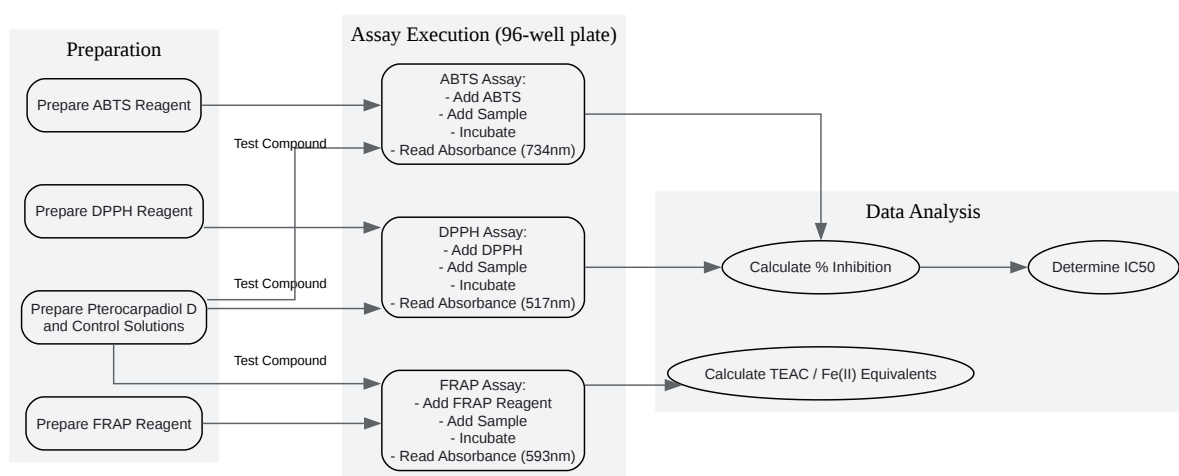 Preparation
Prepare ABTS Reagent
Prepare DPPH Reagent
Prepare Pterocarpadiol D
and Control Solutions
Prepare FRAP Reagent
Test Compound
Test Compound
Test Compound
Assay Execution (96-well plate)
ABTS Assay:
- Add ABTS
- Add Sample
- Incubate
- Read Absorbance (734nm)
DPPH Assay:
- Add DPPH
- Add Sample
- Incubate
- Read Absorbance (517nm)
FRAP Assay:
- Add FRAP Reagent
- Add Sample
- Incubate
- Read Absorbance (593nm)
Data Analysis
Calculate % Inhibition
Determine IC50
Calculate TEAC / Fe(II) Equivalents